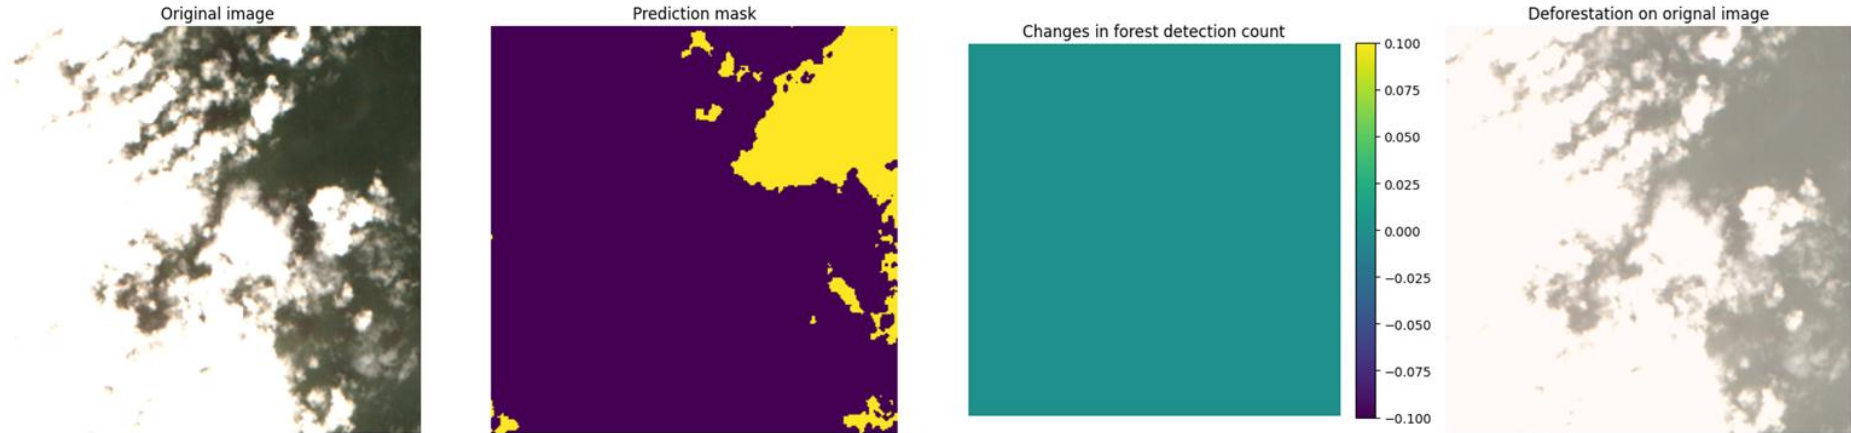 Original image
Prediction mask
Changes in forest detection count
0.100
0.075
0.050
0.025
0.000
−0.025
−0.050
−0.075
−0.100
Deforestation on orignal image